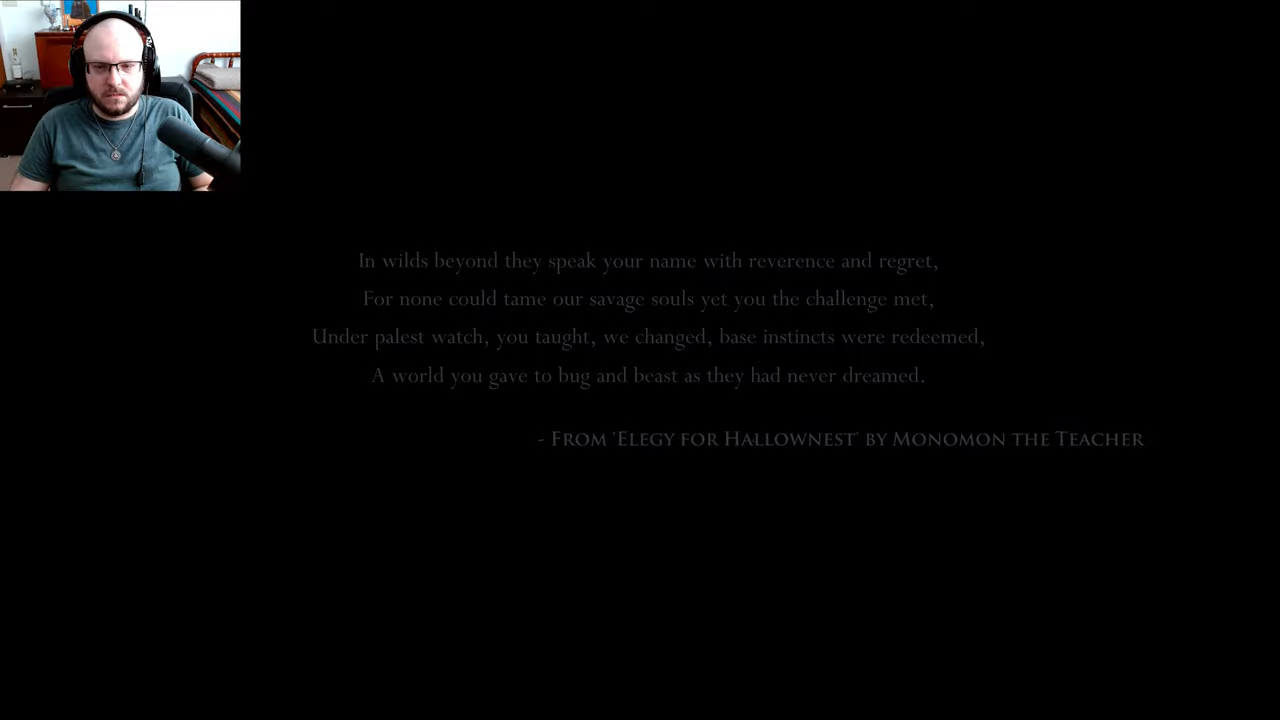 In wilds beyond they speak your name with reverence and regret,
For none could tame our savage souls yet you the challenge met,
Under palest watch, you taught, we changed, base instincts were redeemed,
A world you gave to bug and beast as they had never dreamed.
- From 'Elegy for Hallownest' by Monomon the Teacher